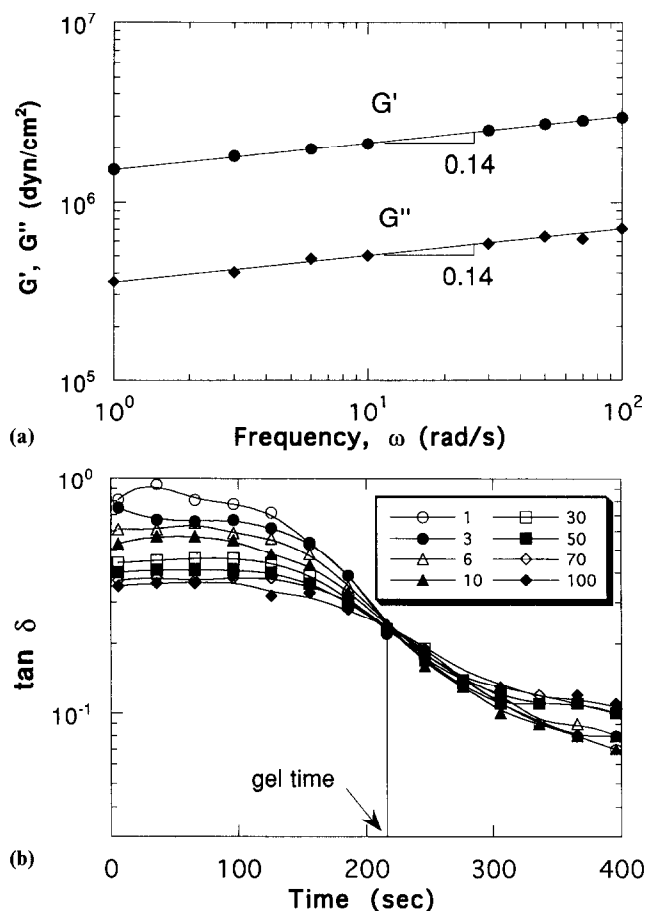 10^7
G', G" (dyn/cm²)
G'
0.14
10^6
G"
0.14
10^5
(a)
10^0 10^1 10^2
Frequency, ω (rad/s)
10^0
1 30
3 50
6 70
10 100
tan δ
10^-1
gel time
(b)
0 100 200 300 400
Time (sec)